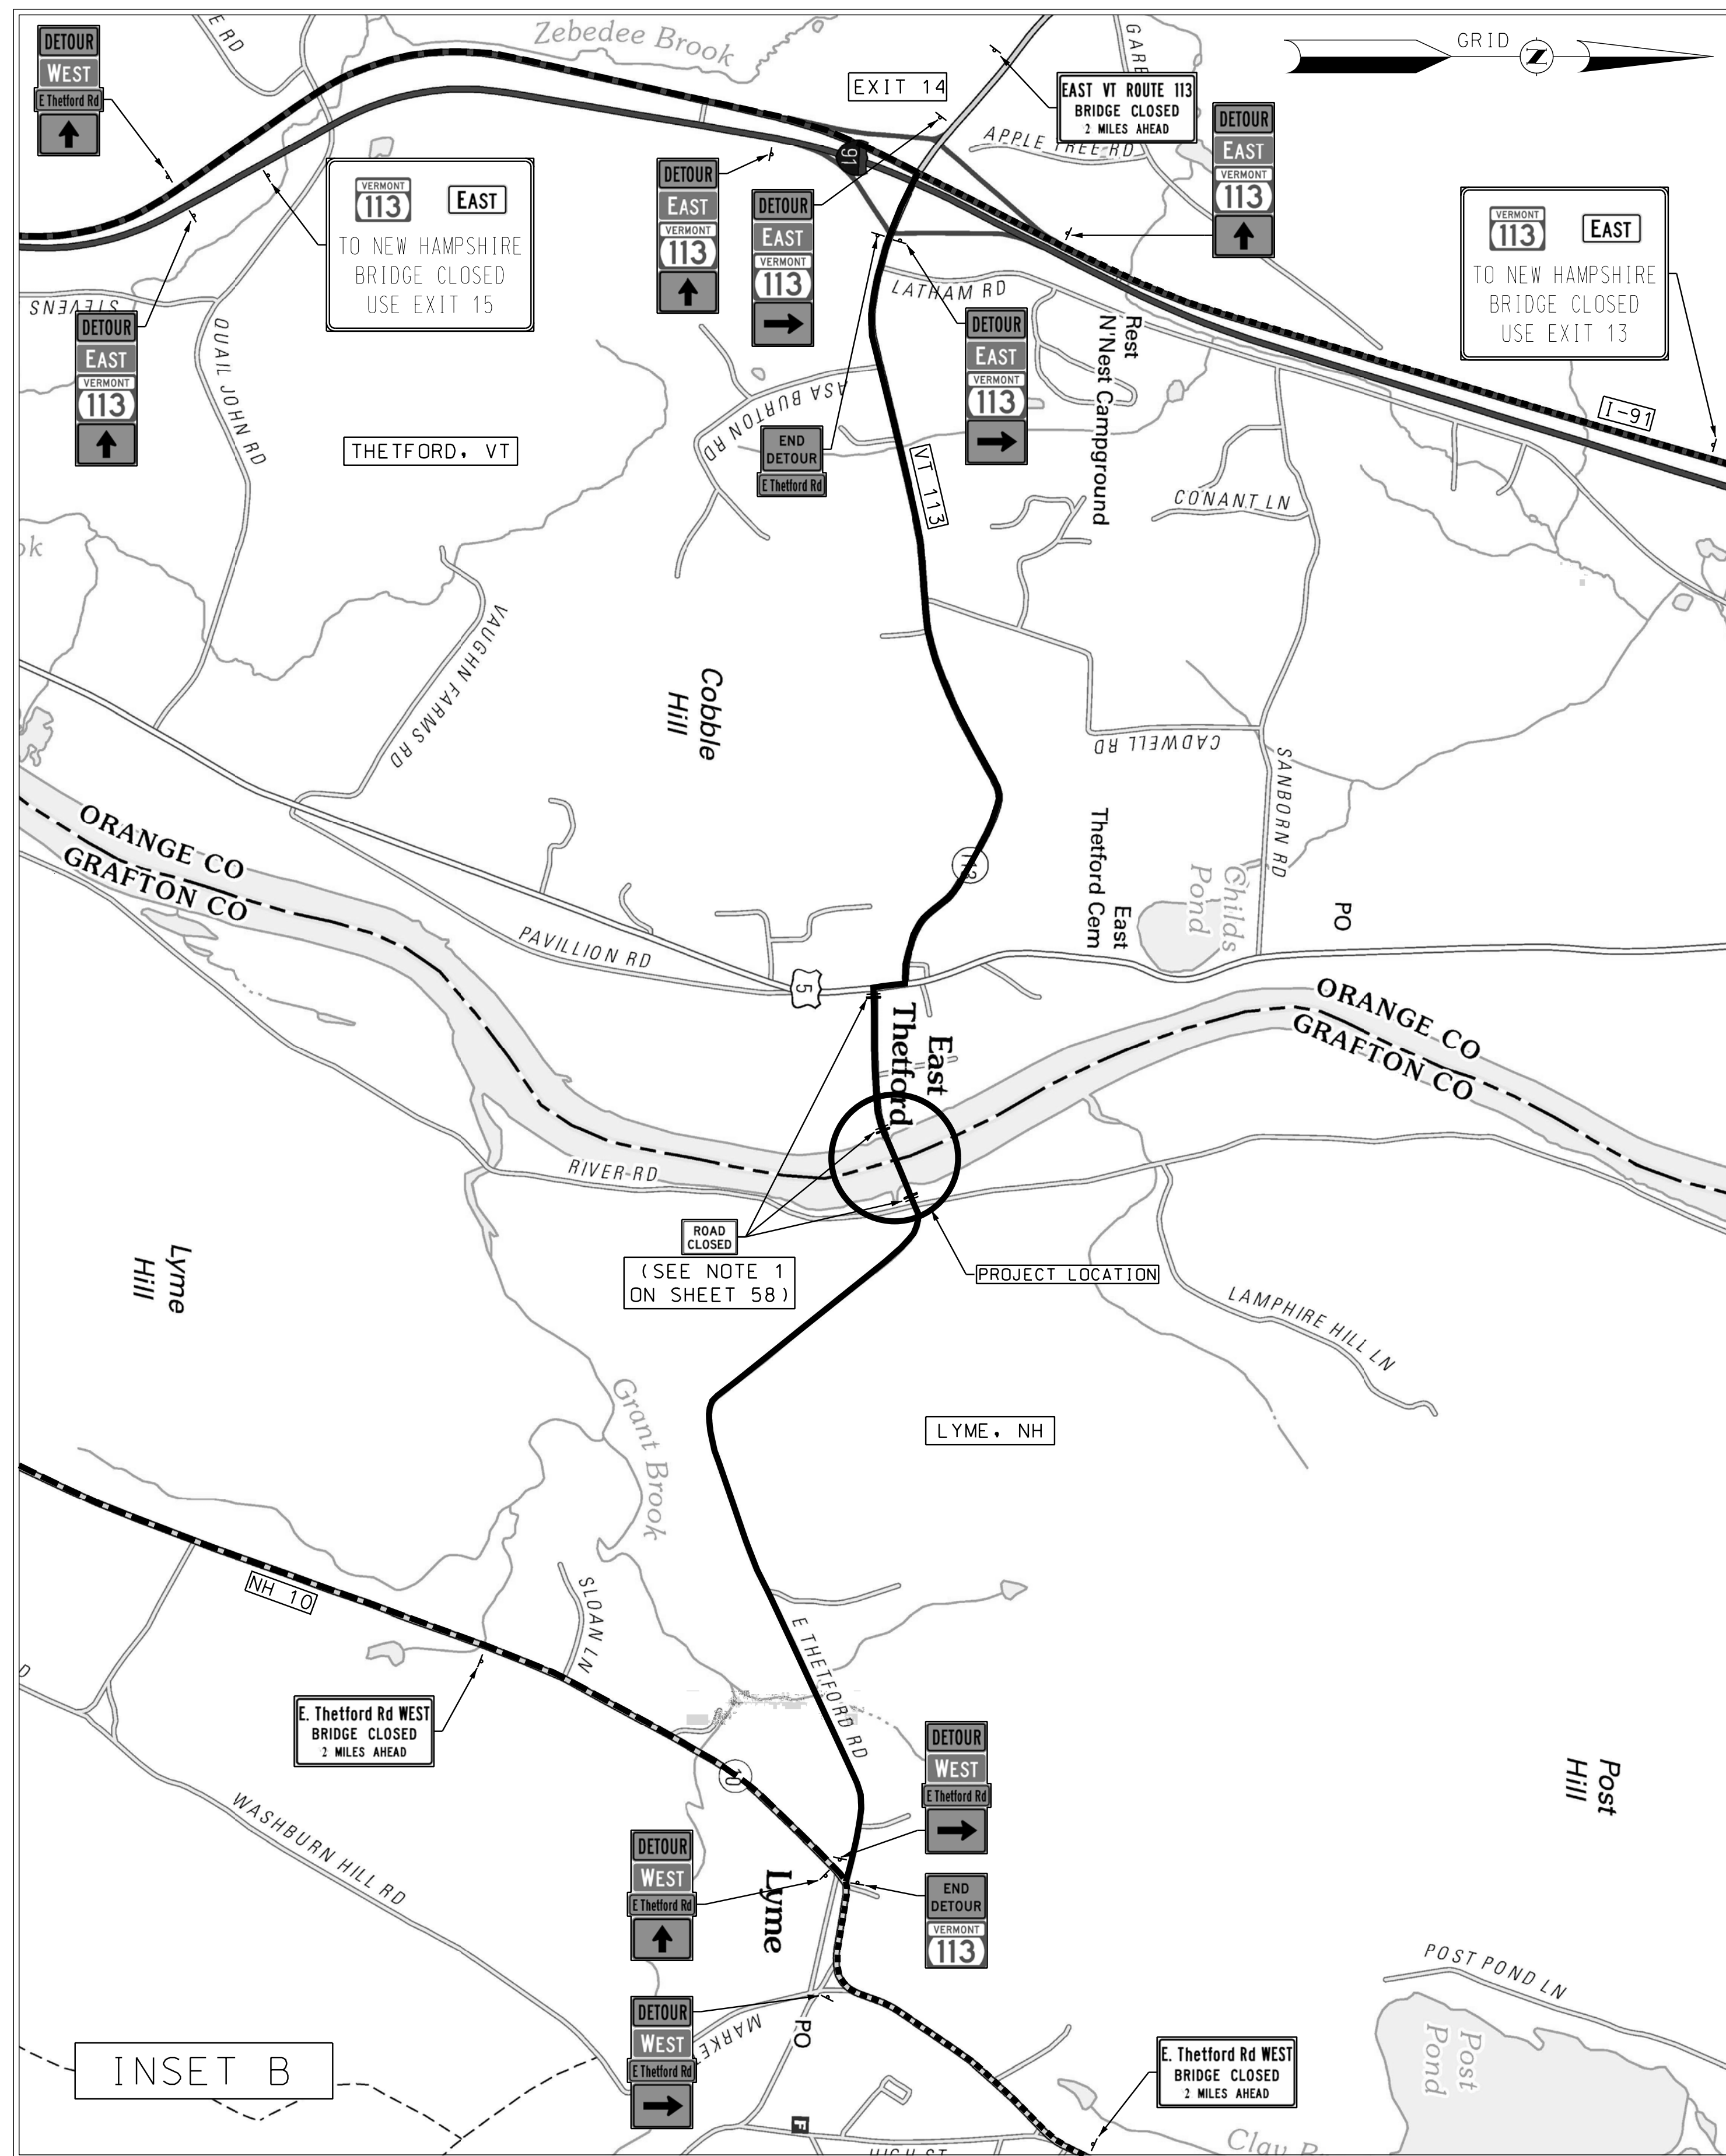 DETOUR
WEST
E Thetford Rd
E RD
Zebedee Brook
EXIT 14
GARB
GRID
Z
EAST VT ROUTE 113
BRIDGE CLOSED
2 MILES AHEAD
APPLE TREE RD
DETOUR
EAST
VERMONT
113
91
VERMONT
113
EAST
TO NEW HAMPSHIRE
BRIDGE CLOSED
USE EXIT 15
DETOUR
EAST
VERMONT
113
DETOUR
EAST
VERMONT
113
VERMONT
113
EAST
TO NEW HAMPSHIRE
BRIDGE CLOSED
USE EXIT 13
STEVENS
DETOUR
EAST
VERMONT
113
QUAIL JOHN RD
LATHAM RD
DETOUR
EAST
VERMONT
113
Rest
N'Nest Campground
I-91
THETFORD, VT
ASA BURTON RD
END
DETOUR
E Thetford Rd
VT 113
CONANT LN
ok
VAUGHN FARMS RD
Cobble
Hill
CADWELL RD
SANBORN RD
ORANGE CO
GRAFTON CO
113
East
Thetford Cem
Childs
Pond
PO
PAVILLION RD
5
East
Thetford
ORANGE CO
GRAFTON CO
RIVER RD
ROAD
CLOSED
(SEE NOTE 1
ON SHEET 58)
PROJECT LOCATION
Lyme
Hill
LAMPHIRE HILL LN
Grant Brook
LYME, NH
NH 10
SLOAN LN
E THETFORD RD
D
E. Thetford Rd WEST
BRIDGE CLOSED
2 MILES AHEAD
10
DETOUR
WEST
E Thetford Rd
Post
Hill
WASHBURN HILL RD
DETOUR
WEST
E Thetford Rd
Lyme
END
DETOUR
VERMONT
113
POST POND LN
DETOUR
WEST
E Thetford Rd
MARKE
PO
INSET B
E. Thetford Rd WEST
BRIDGE CLOSED
2 MILES AHEAD
Post
Pond
F
HIGH ST
Clay B